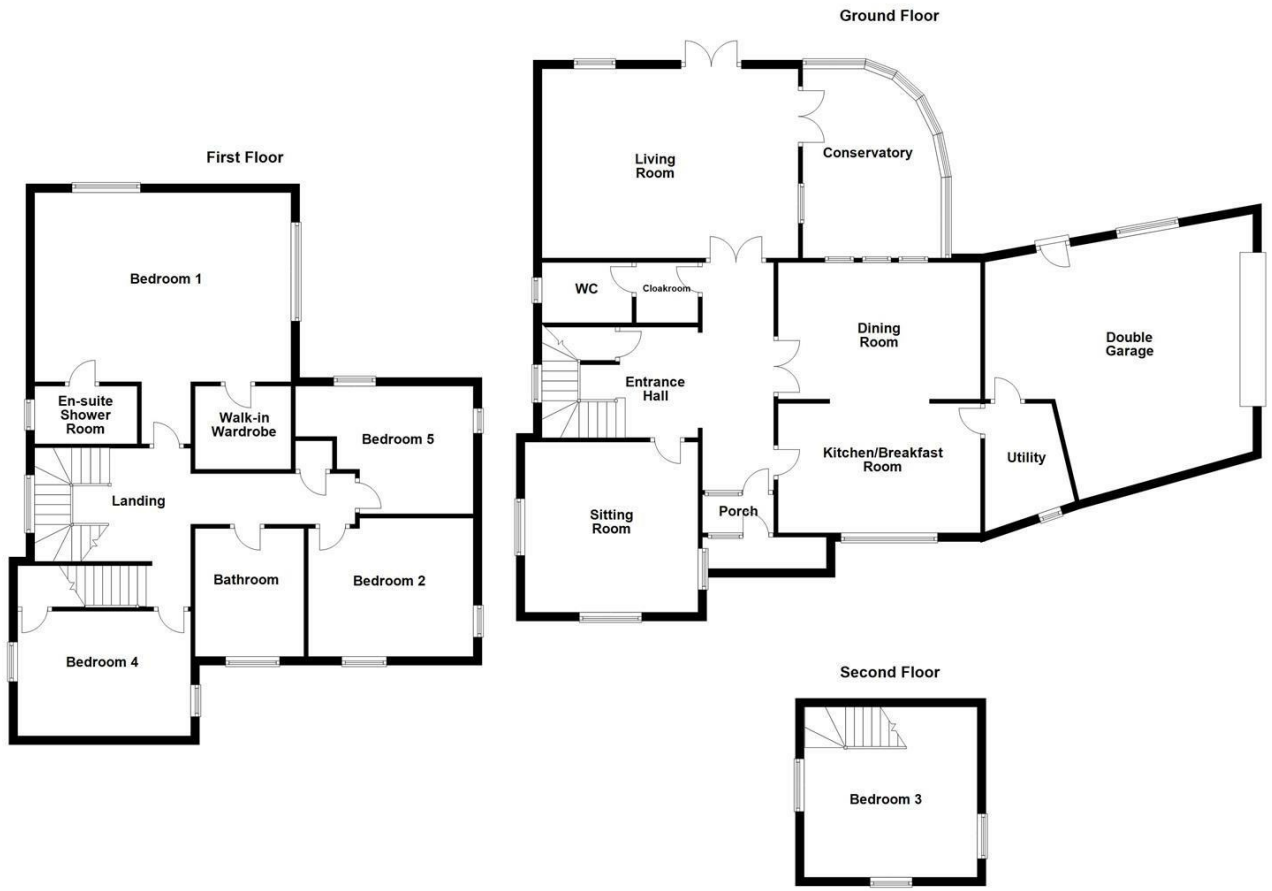 Ground Floor
Living
Room
Conservatory
WC
Cloakroom
Dining
Room
Double
Garage
Entrance
Hall
Kitchen/Breakfast
Room
Utility
Sitting
Room
Porch
First Floor
Bedroom 1
En-suite
Shower
Room
Walk-in
Wardrobe
Bedroom 5
Landing
Bathroom
Bedroom 2
Bedroom 4
Second Floor
Bedroom 3